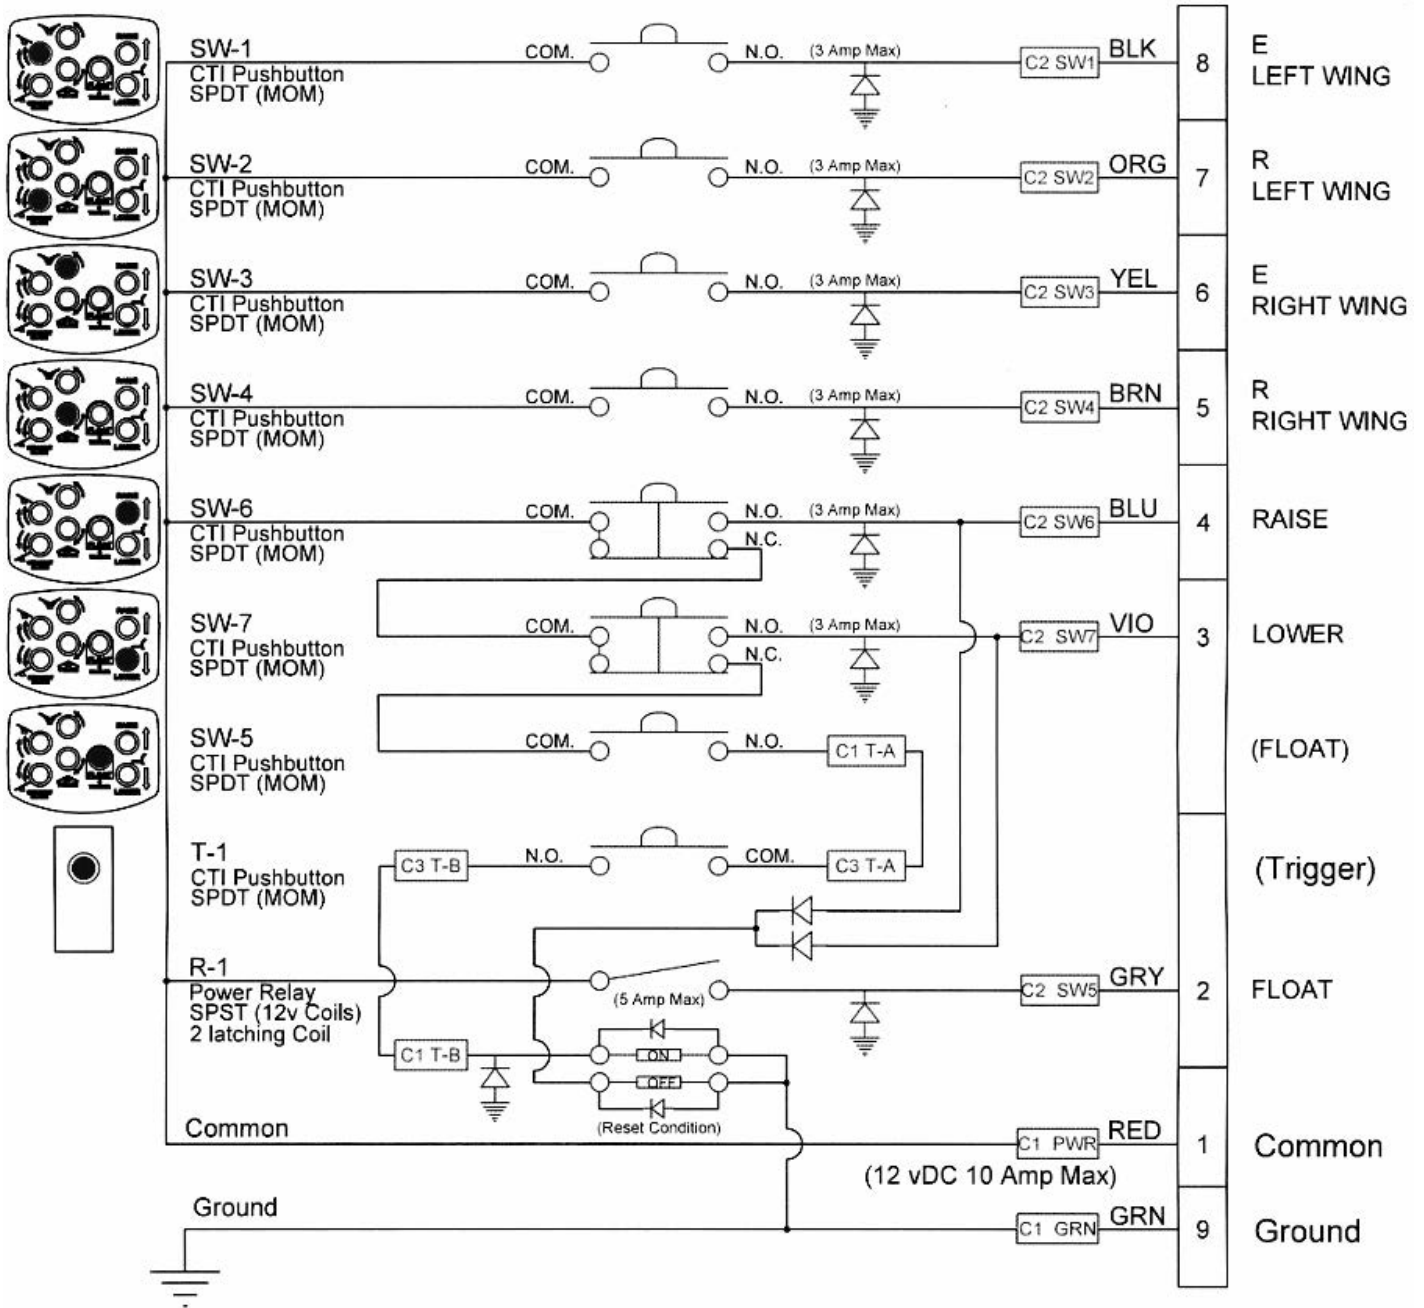 SW-1 COM. N.O. (3 Amp Max) C2 SW1 BLK 8 E
CTI Pushbutton LEFT WING
SPDT (MOM)
SW-2 COM. N.O. (3 Amp Max) C2 SW2 ORG 7 R
CTI Pushbutton LEFT WING
SPDT (MOM)
SW-3 COM. N.O. (3 Amp Max) C2 SW3 YEL 6 E
CTI Pushbutton RIGHT WING
SPDT (MOM)
SW-4 COM. N.O. (3 Amp Max) C2 SW4 BRN 5 R
CTI Pushbutton RIGHT WING
SPDT (MOM)
SW-6 COM. N.O. (3 Amp Max) C2 SW6 BLU 4 RAISE
CTI Pushbutton N.C.
SPDT (MOM)
SW-7 COM. N.O. (3 Amp Max) C2 SW7 VIO 3 LOWER
CTI Pushbutton N.C.
SPDT (MOM)
SW-5 COM. N.O. C1 T-A (FLOAT)
CTI Pushbutton
SPDT (MOM)
T-1 C3 T-B N.O. COM. C3 T-A (Trigger)
CTI Pushbutton
SPDT (MOM)
R-1 (5 Amp Max) C2 SW5 GRY 2 FLOAT
Power Relay
SPST (12v Coils)
2 latching Coil
C1 T-B ON
OFF
(Reset Condition)
Common C1 PWR RED 1 Common
(12 vDC 10 Amp Max)
Ground C1 GRN GRN 9 Ground